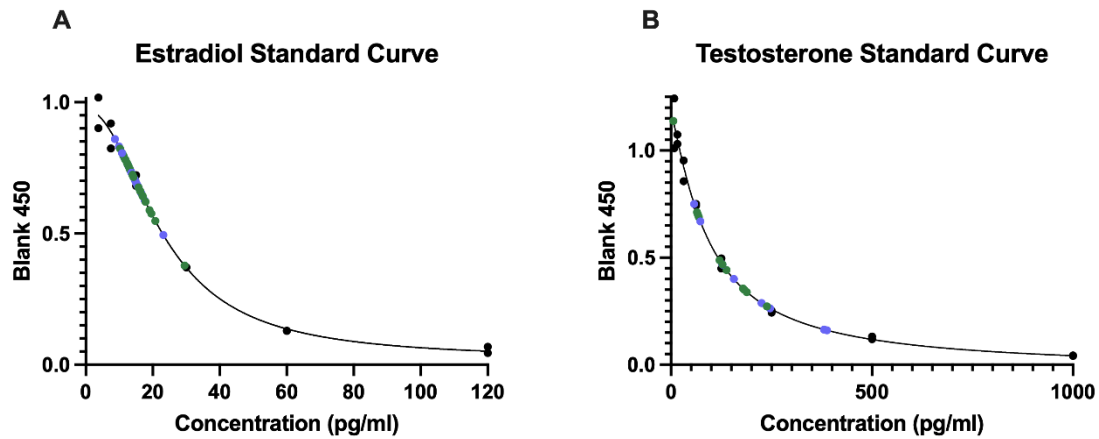 A
Estradiol Standard Curve
Blank 450
1.0
0.5
0.0
0 20 40 60 80 100 120
Concentration (pg/ml)
B
Testosterone Standard Curve
Blank 450
1.0
0.5
0.0
0 500 1000
Concentration (pg/ml)